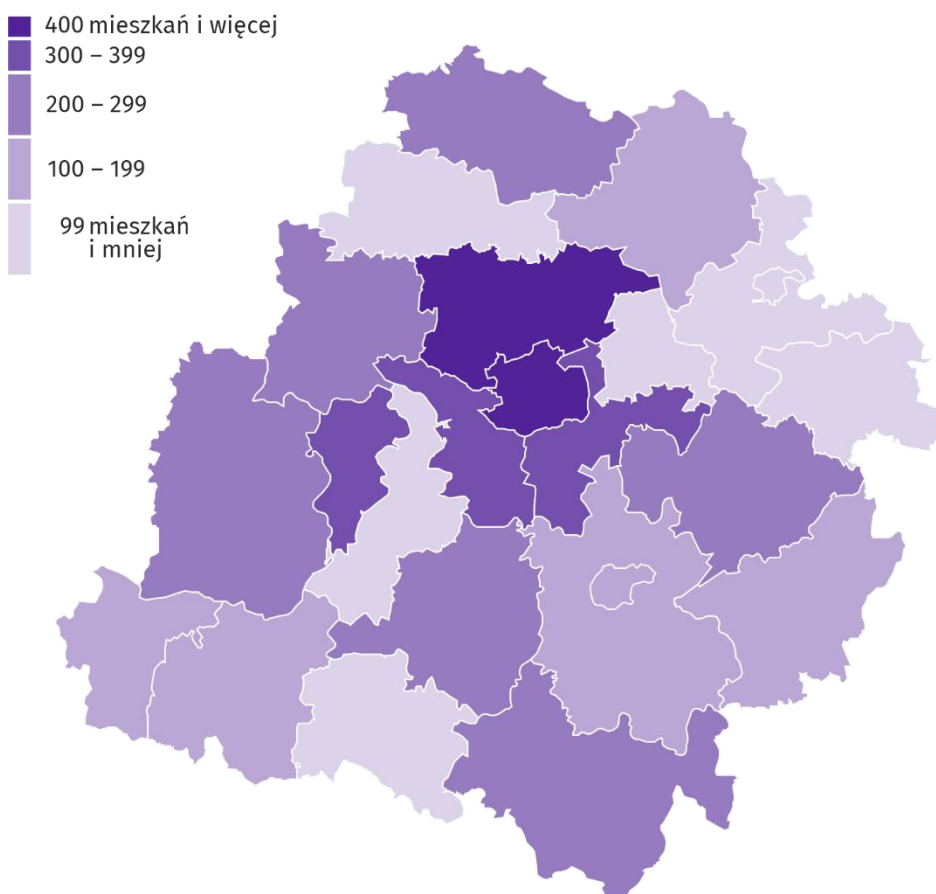 400 mieszkań i więcej
300 – 399
200 – 299
100 – 199
99 mieszkań
i mniej